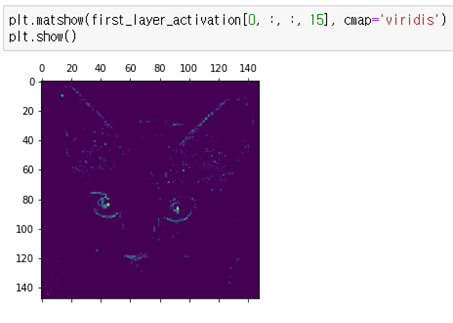 plt.matshow(first_layer_activation[0, :, :, 15], cmap='viridis')
plt.show()
0 20 40 60 80 100 120 140
0
20
40
60
80
100
120
140